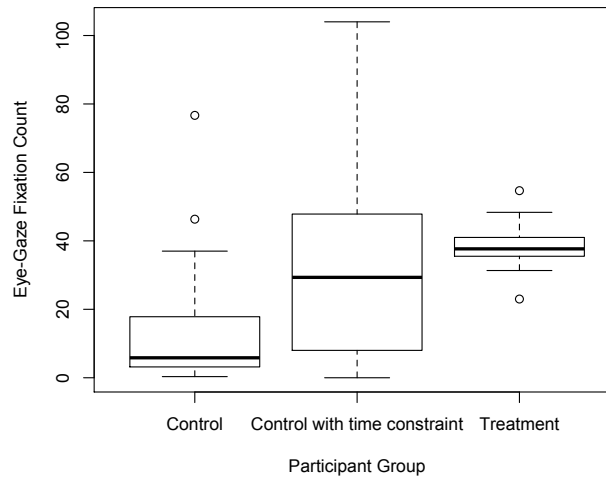 Eye-Gaze Fixation Count
100
80
60
40
20
0
Control
Control with time constraint
Treatment
Participant Group